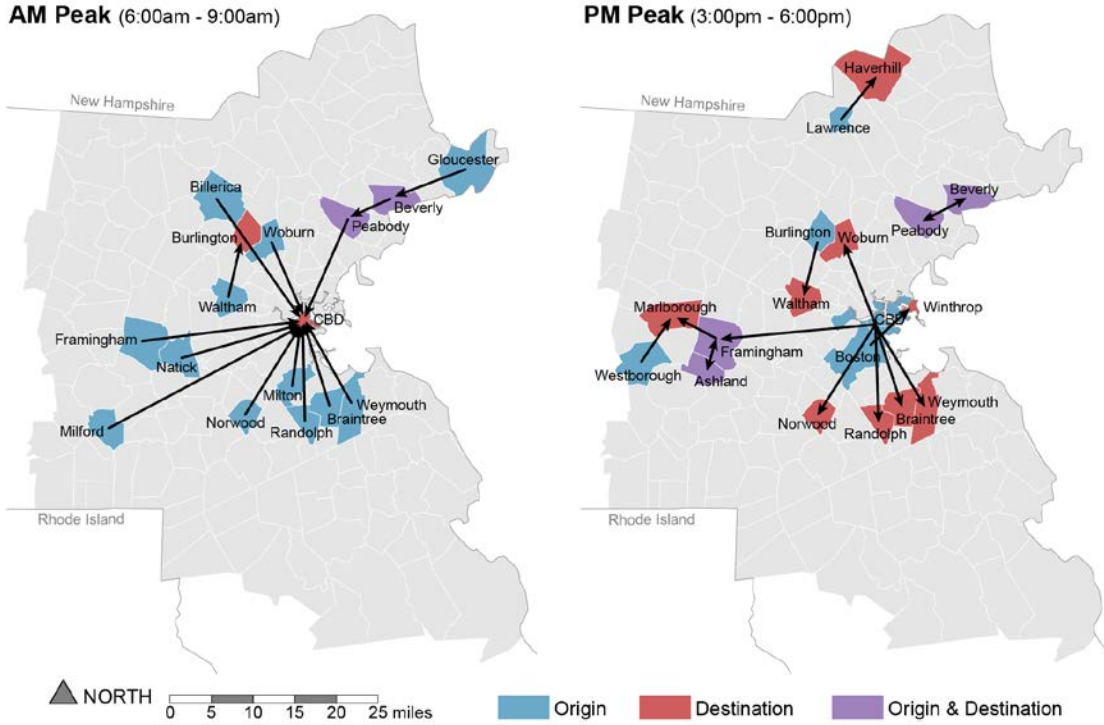 AM Peak (6:00am - 9:00am)
New Hampshire
Gloucester
Billerica
Beverly
Peabody
Burlington
Woburn
Waltham
CBD
Framingham
Natick
Milton
Weymouth
Norwood
Braintree
Milford
Randolph
Rhode Island
PM Peak (3:00pm - 6:00pm)
Haverhill
New Hampshire
Lawrence
Beverly
Peabody
Burlington
Woburn
Waltham
Marlborough
Winthrop
CBD
Framingham
Boston
Westborough
Ashland
Weymouth
Norwood
Braintree
Randolph
Rhode Island
NORTH
0 5 10 15 20 25 miles
Origin
Destination
Origin & Destination